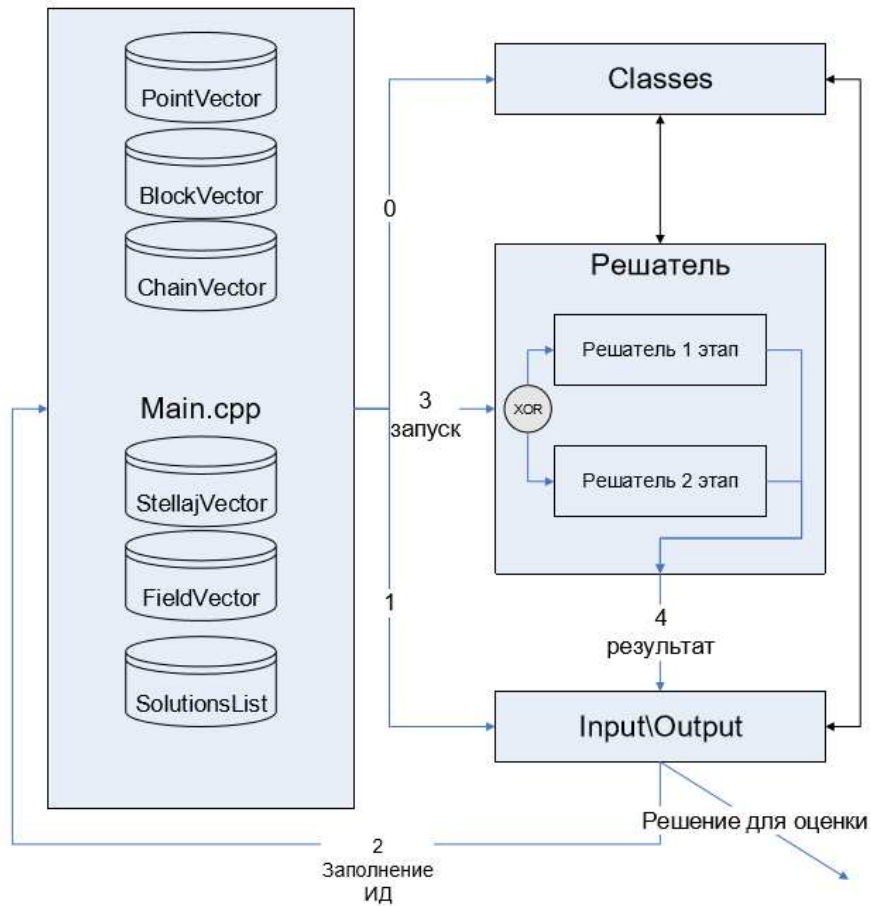 PointVector
BlockVector
ChainVector
Main.cpp
StellajVector
FieldVector
SolutionsList
0
3
запуск
1
Classes
Решатель
XOR
Решатель 1 этап
Решатель 2 этап
4
результат
Input\Output
Решение для оценки
2
Заполнение
ИД